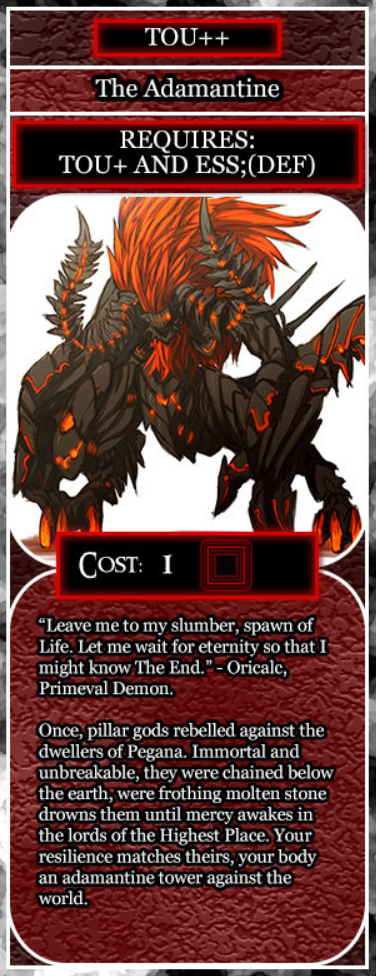 TOU++
The Adamantine
REQUIRES:
TOU+ AND ESS;(DEF)
COST: 1
“Leave me to my slumber, spawn of
Life. Let me wait for eternity so that I
might know The End.” - Oricalc,
Primeval Demon.
Once, pillar gods rebelled against the
dwellers of Pegana. Immortal and
unbreakable, they were chained below
the earth, were frothing molten stone
drowns them until mercy awakes in
the lords of the Highest Place. Your
resilience matches theirs, your body
an adamantine tower against the
world.